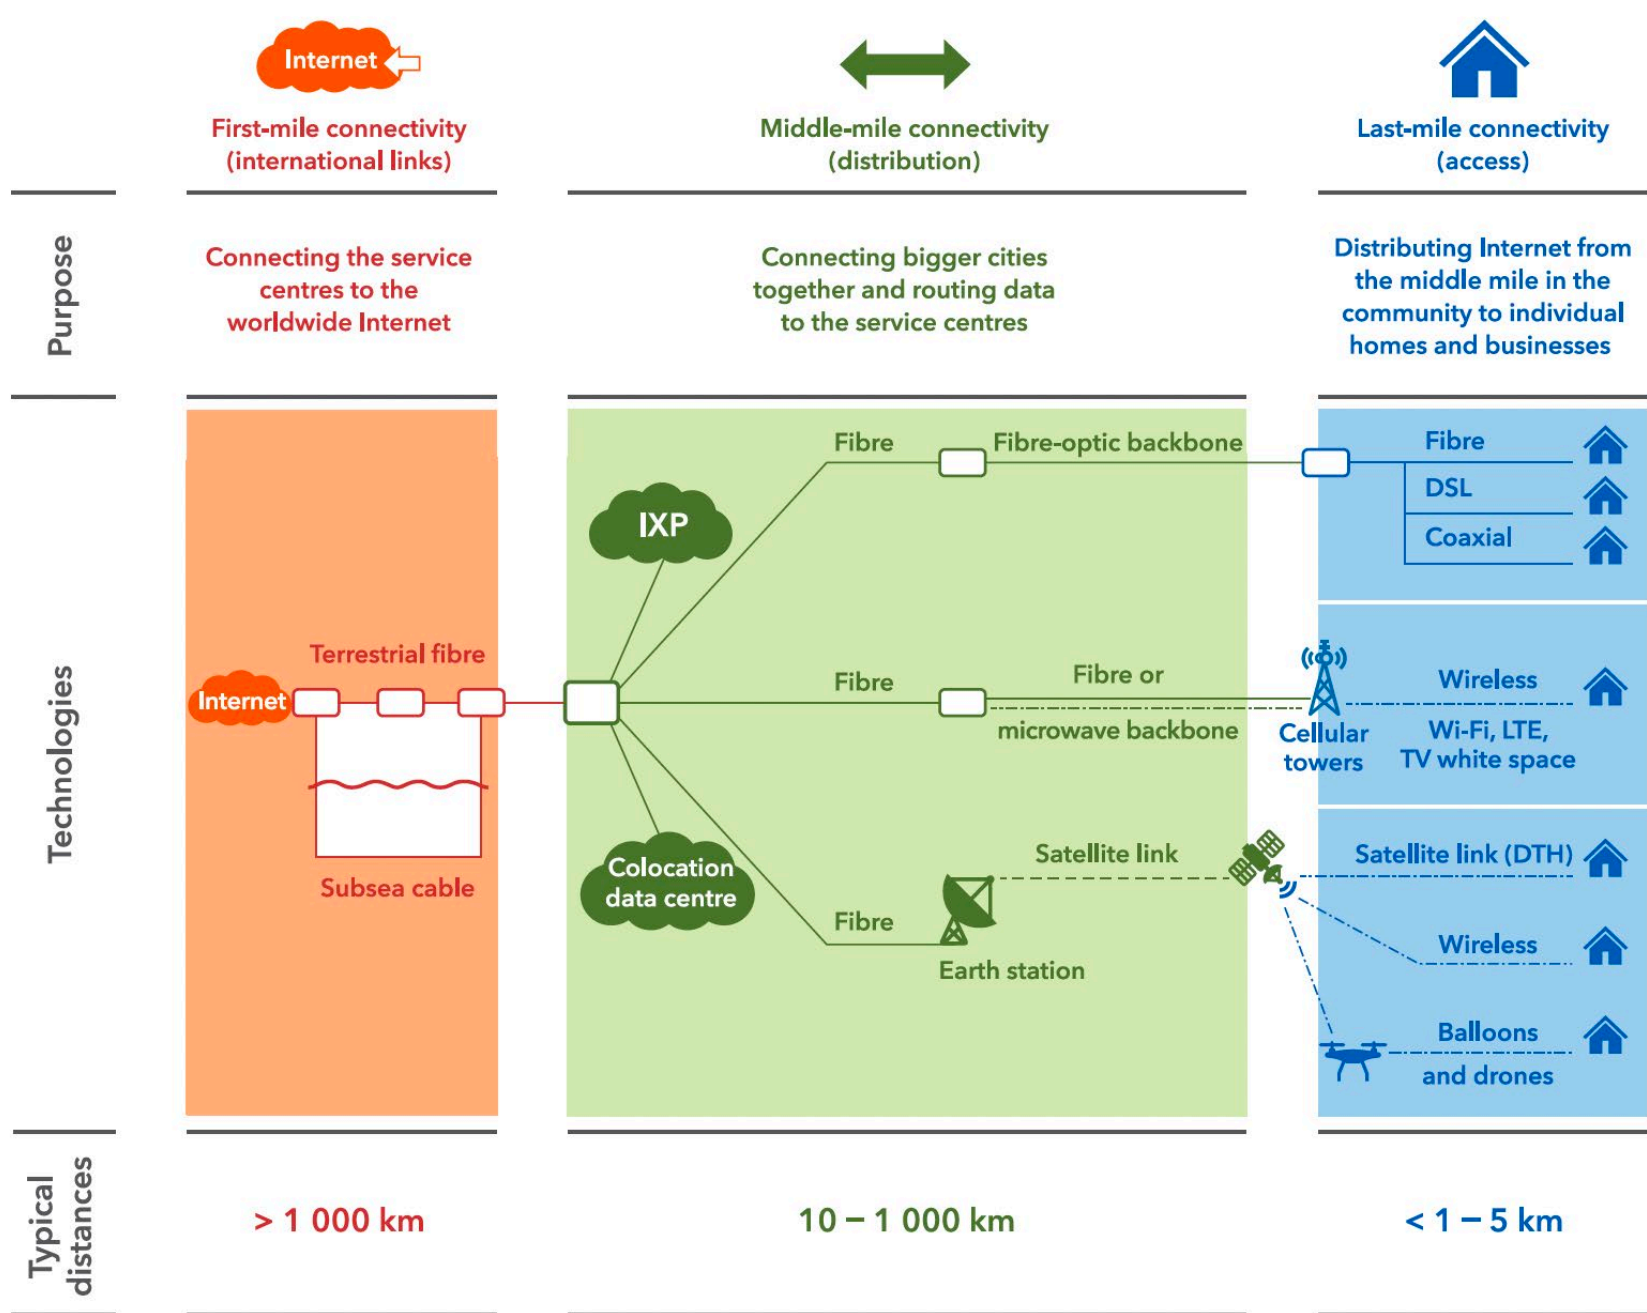 Internet
First-mile connectivity
(international links)
Middle-mile connectivity
(distribution)
Last-mile connectivity
(access)
Purpose
Connecting the service
centres to the
worldwide Internet
Connecting bigger cities
together and routing data
to the service centres
Distributing Internet from
the middle mile in the
community to individual
homes and businesses
Technologies
Internet
Terrestrial fibre
Subsea cable
IXP
Colocation
data centre
Fibre
Fibre-optic backbone
Fibre
Fibre or
microwave backbone
Fibre
Earth station
Satellite link
Fibre
DSL
Coaxial
Cellular
towers
Wireless
Wi-Fi, LTE,
TV white space
Satellite link (DTH)
Wireless
Balloons
and drones
Typical
distances
> 1 000 km
10 – 1 000 km
< 1 – 5 km